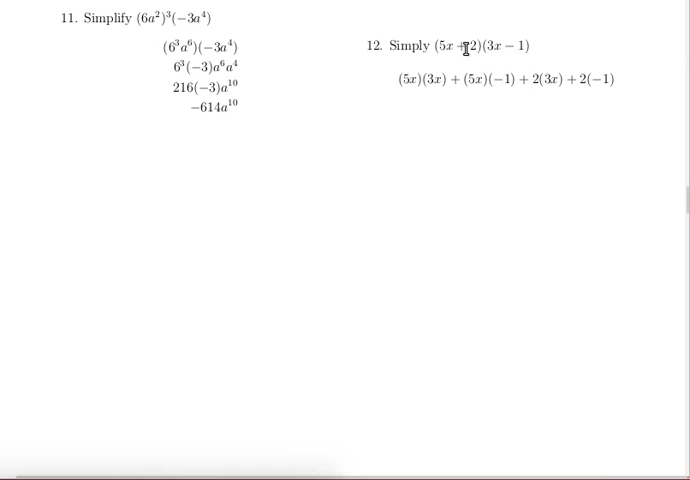 11. Simplify (6a²)³(−3a⁴)
(6³a⁶)(−3a⁴)
6³(−3)a⁶a⁴
216(−3)a¹⁰
−614a¹⁰
12. Simply (5x + 2)(3x − 1)
(5x)(3x) + (5x)(−1) + 2(3x) + 2(−1)